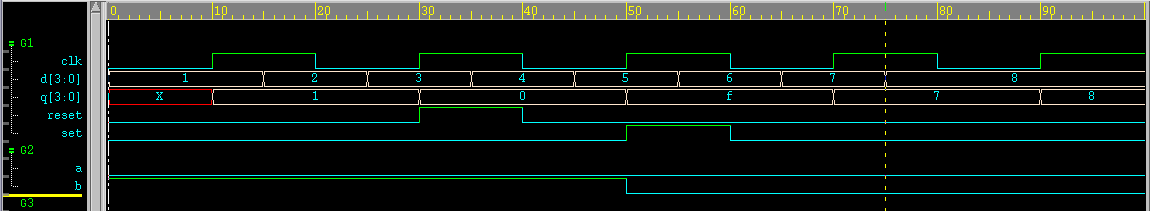 0 10 20 30 40 50 60 70 80 90
G1
clk
d[3:0] 1 2 3 4 5 6 7 8
q[3:0] X 1 0 f 7 8
reset
set
G2
a
b
G3